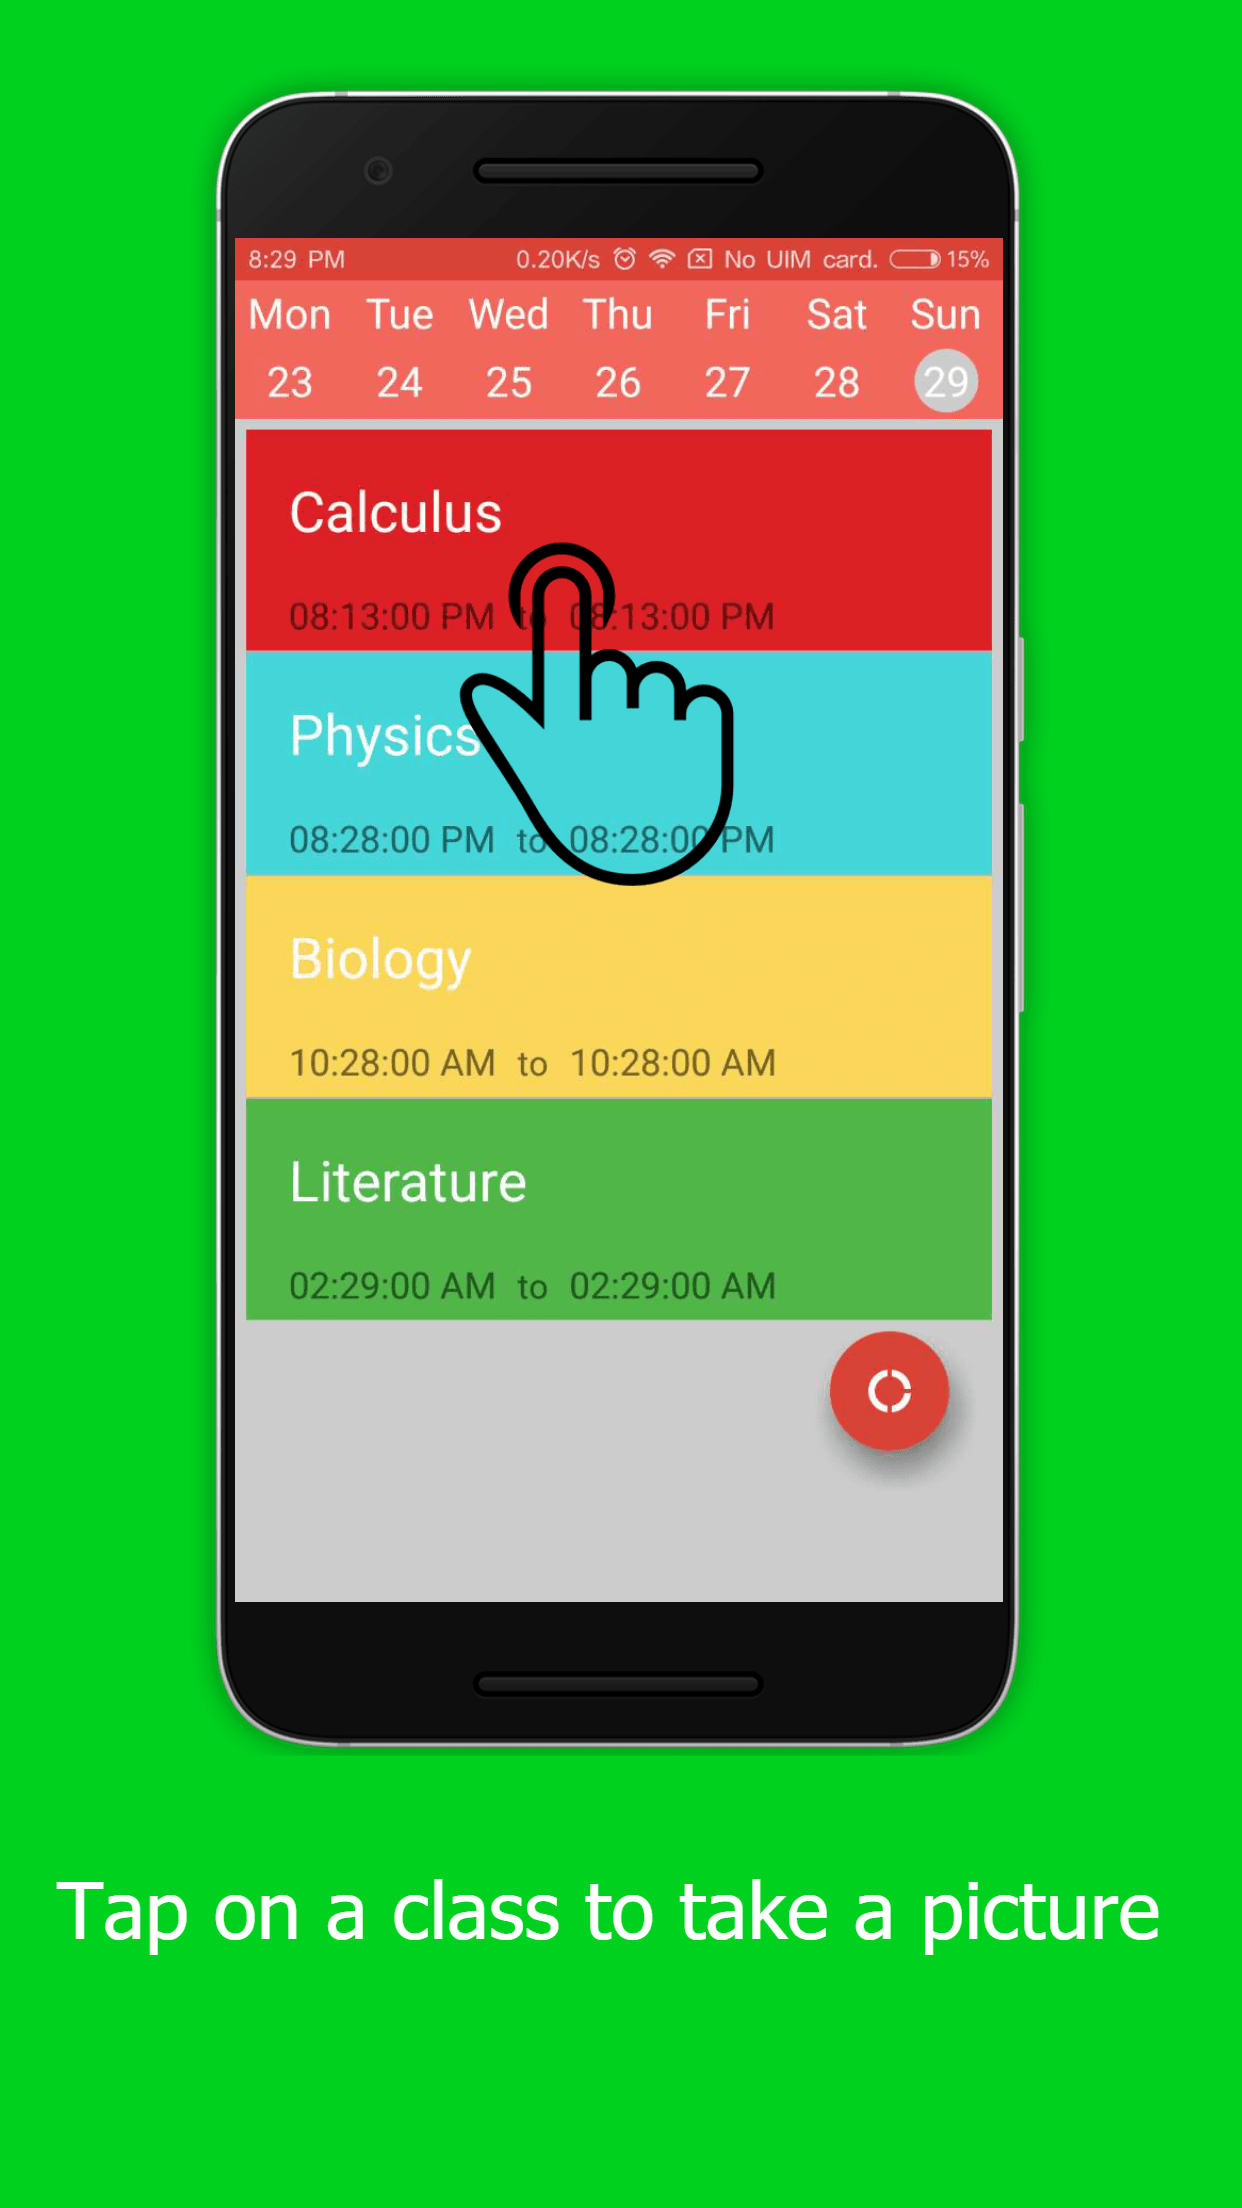 8:29 PM 0.20K/s No UIM card. 15%
Mon Tue Wed Thu Fri Sat Sun
23 24 25 26 27 28 29
Calculus
08:13:00 PM to 08:13:00 PM
Physics
08:28:00 PM to 08:28:00 PM
Biology
10:28:00 AM to 10:28:00 AM
Literature
02:29:00 AM to 02:29:00 AM
Tap on a class to take a picture